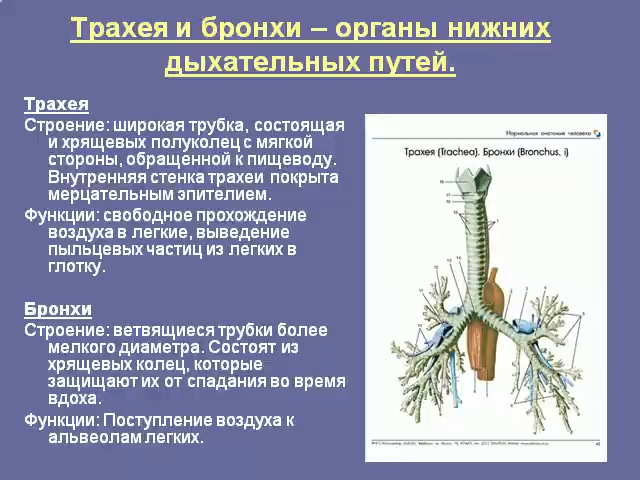 Трахея и бронхи – органы нижних
дыхательных путей.
Трахея
Строение: широкая трубка, состоящая
и хрящевых полуколец с мягкой
стороны, обращенной к пищеводу.
Внутренняя стенка трахеи покрыта
мерцательным эпителием.
Функции: свободное прохождение
воздуха в легкие, выведение
пыльцевых частиц из легких в
глотку.
Бронхи
Строение: ветвящиеся трубки более
мелкого диаметра. Состоят из
хрящевых колец, которые
защищают их от спадания во время
вдоха.
Функции: Поступление воздуха к
альвеолам легких.
Нормальная анатомия человека
Трахея (Trachea). Бронхи (Bronchus, i)